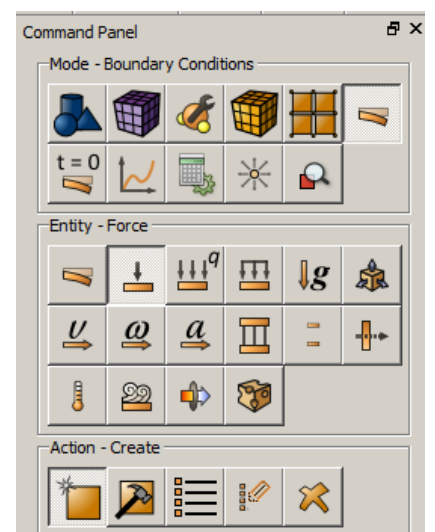 Command Panel
Mode - Boundary Conditions
t = 0
Entity - Force
q
g
υ ω a
Action - Create